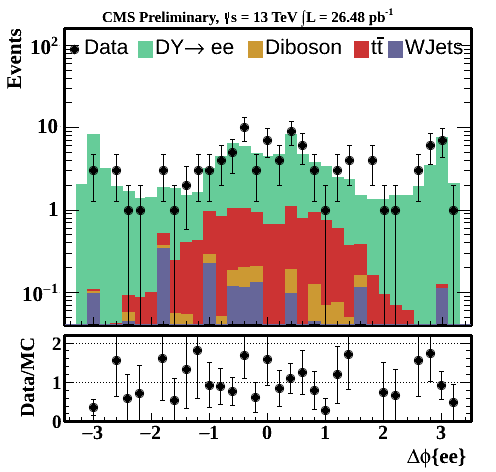 CMS Preliminary, √s = 13 TeV ∫L = 26.48 pb⁻¹
Events
Data DY→ ee Diboson tt̄ WJets
10²
10
1
10⁻¹
Data/MC
2
1
0
−3 −2 −1 0 1 2 3
Δϕ{ee}